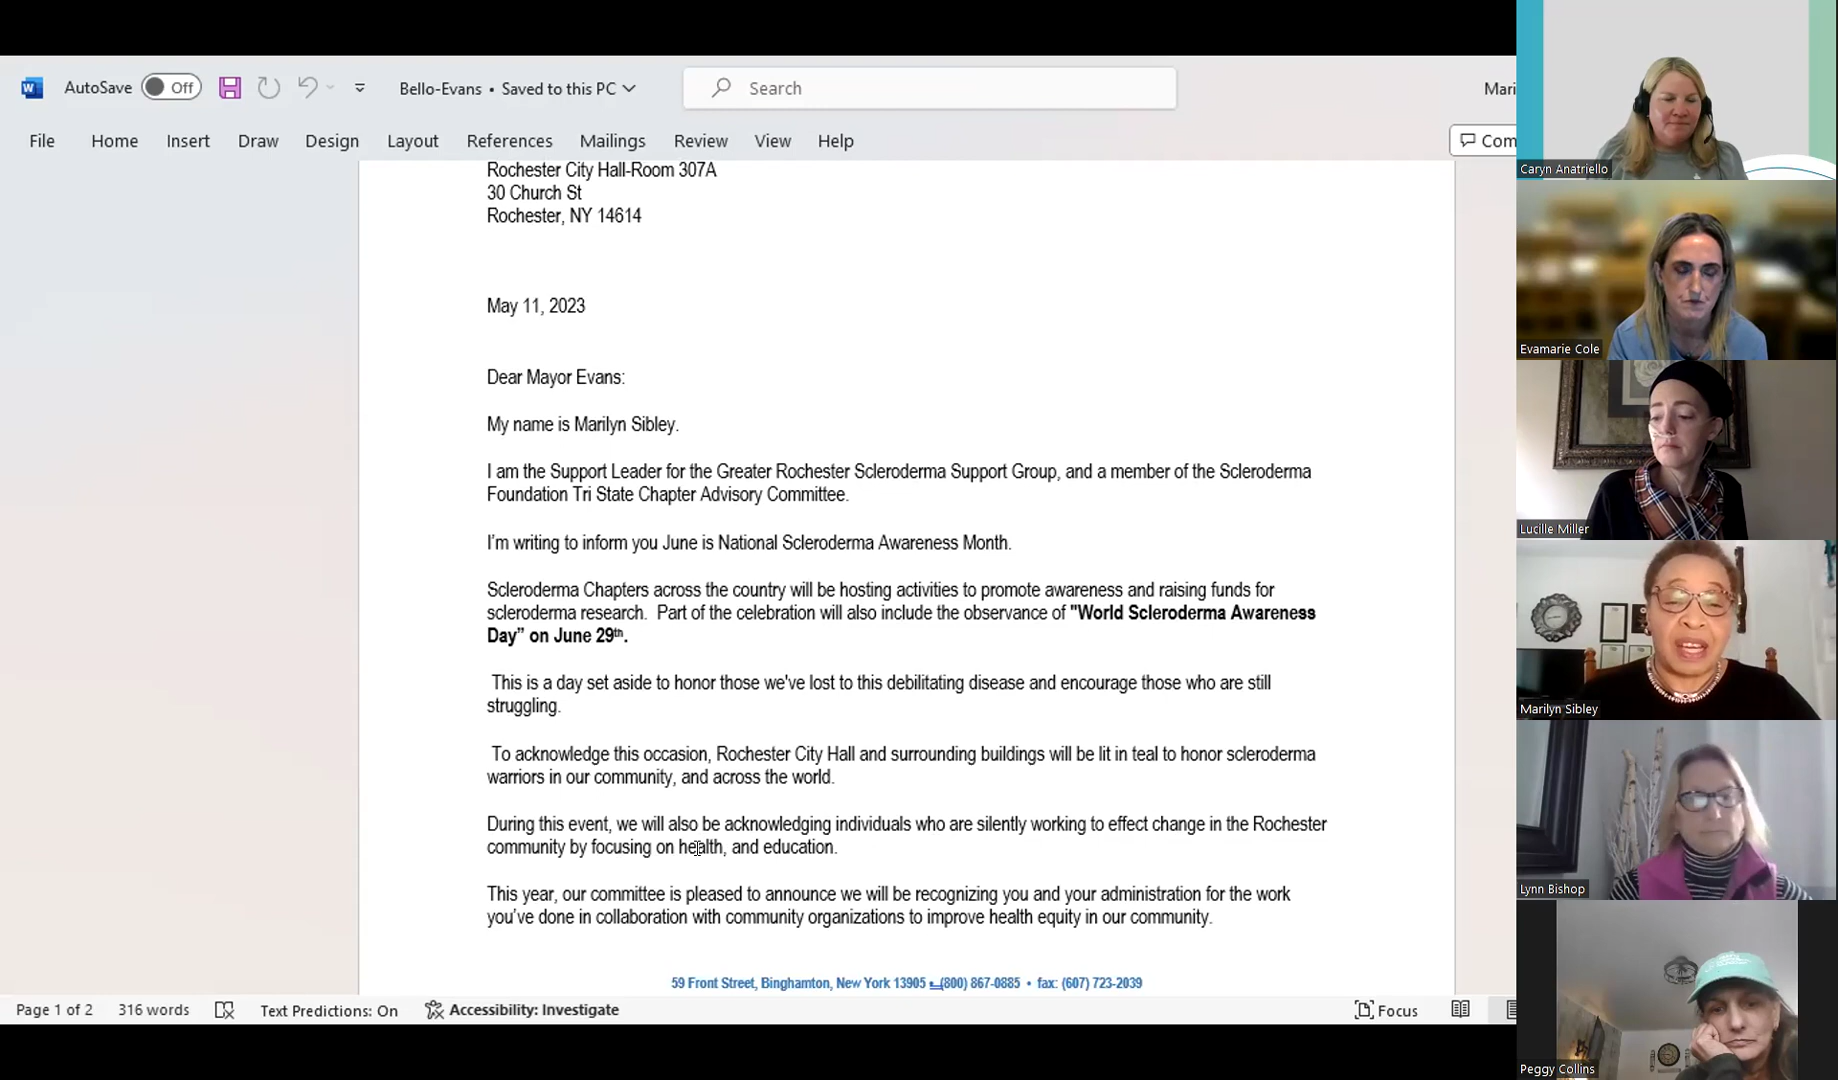 AutoSave Off Bello-Evans • Saved to this PC Search Mari
File Home Insert Draw Design Layout References Mailings Review View Help Com
Rochester City Hall-Room 307A
30 Church St
Rochester, NY 14614
May 11, 2023
Dear Mayor Evans:
My name is Marilyn Sibley.
I am the Support Leader for the Greater Rochester Scleroderma Support Group, and a member of the Scleroderma
Foundation Tri State Chapter Advisory Committee.
I'm writing to inform you June is National Scleroderma Awareness Month.
Scleroderma Chapters across the country will be hosting activities to promote awareness and raising funds for
scleroderma research.  Part of the celebration will also include the observance of "World Scleroderma Awareness
Day” on June 29th.
This is a day set aside to honor those we've lost to this debilitating disease and encourage those who are still
struggling.
To acknowledge this occasion, Rochester City Hall and surrounding buildings will be lit in teal to honor scleroderma
warriors in our community, and across the world.
During this event, we will also be acknowledging individuals who are silently working to effect change in the Rochester
community by focusing on health, and education.
This year, our committee is pleased to announce we will be recognizing you and your administration for the work
you've done in collaboration with community organizations to improve health equity in our community.
59 Front Street, Binghamton, New York 13905 • (800) 867-0885 • fax: (607) 723-2039
Page 1 of 2 316 words Text Predictions: On Accessibility: Investigate Focus
Caryn Anatriello
Evamarie Cole
Lucille Miller
Marilyn Sibley
Lynn Bishop
Peggy Collins